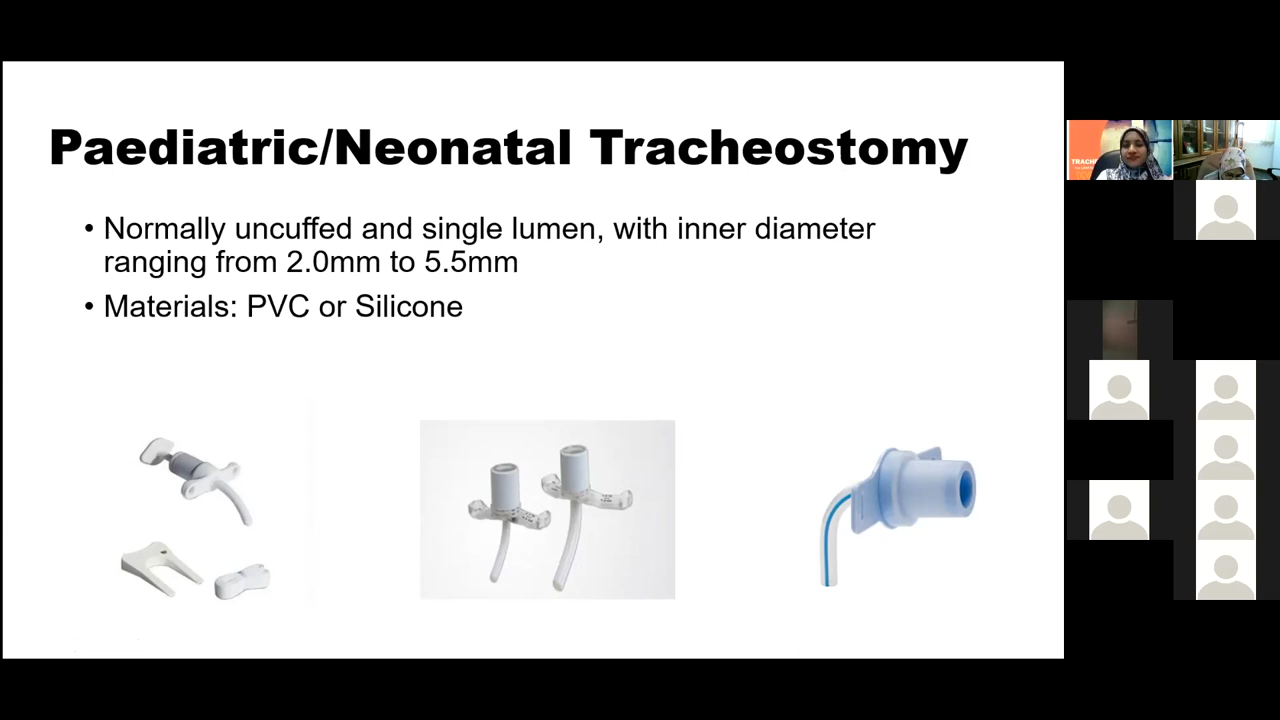 Paediatric/Neonatal Tracheostomy
• Normally uncuffed and single lumen, with inner diameter
ranging from 2.0mm to 5.5mm
• Materials: PVC or Silicone